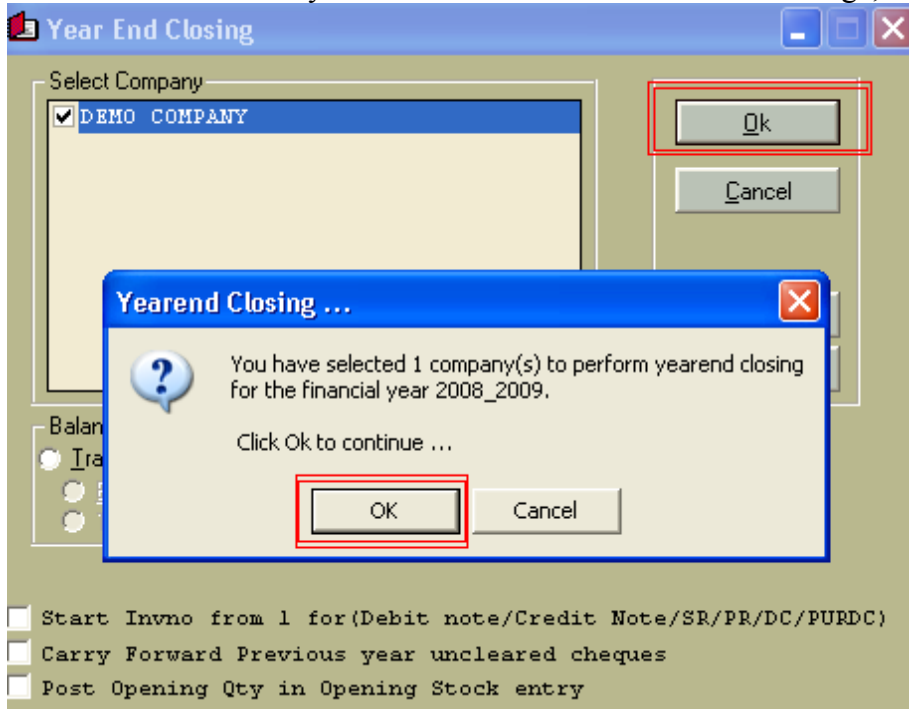 Year End Closing
Select Company
DEMO COMPANY
Ok
Cancel
Yearend Closing ...
You have selected 1 company(s) to perform yearend closing
for the financial year 2008_2009.
Click Ok to continue ...
OK
Cancel
Start Invno from 1 for(Debit note/Credit Note/SR/PR/DC/PURDC)
Carry Forward Previous year uncleared cheques
Post Opening Qty in Opening Stock entry